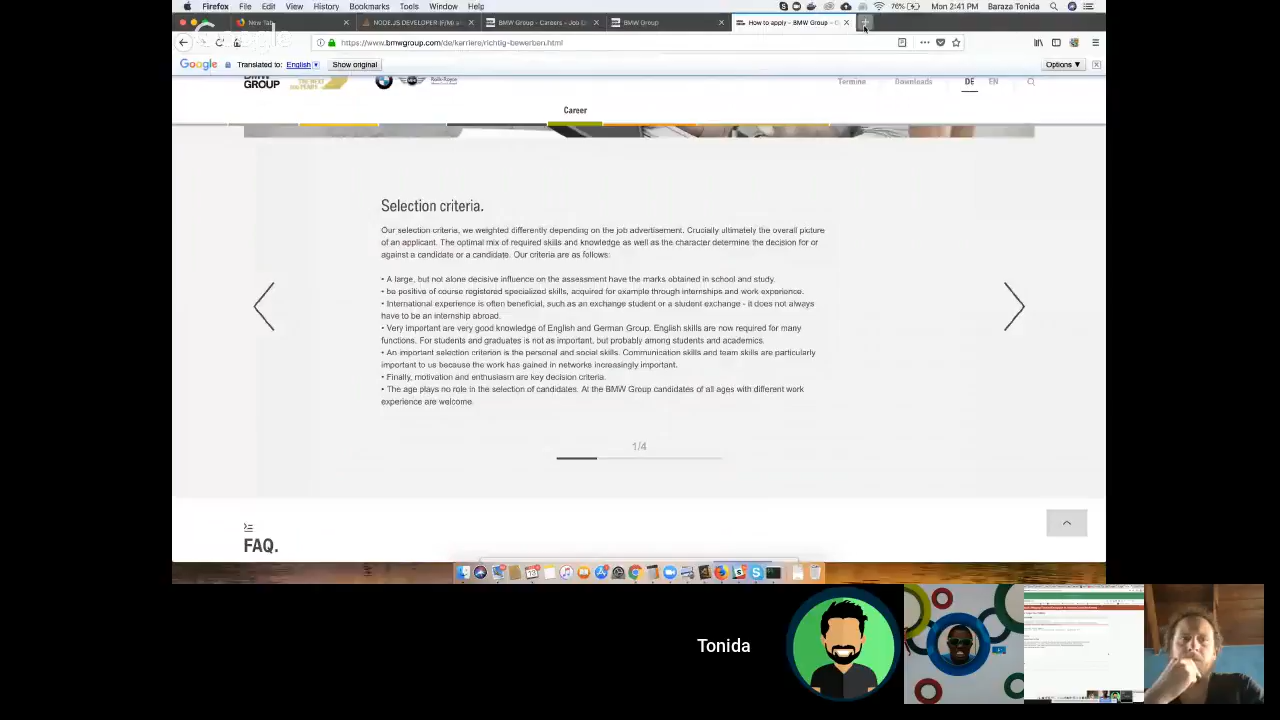 Firefox File Edit View History Bookmarks Tools Window Help
76% Mon 2:41 PM Baraza Tonida
Google
New Tab
NODE.JS DEVELOPER (F/M)
BMW Group - Careers - Job
BMW Group
How to apply - BMW Group -
https://www.bmwgroup.com/de/karriere/richtig-bewerben.html
Google Translated to: English Show original Options ▼
GROUP THE NEXT 100 YEARS Rolls-Royce Termine Downloads DE EN
Career
Selection criteria.
Our selection criteria, we weighted differently depending on the job advertisement. Crucially ultimately the overall picture
of an applicant. The optimal mix of required skills and knowledge as well as the character determine the decision for or
against a candidate or a candidate. Our criteria are as follows:
• A large, but not alone decisive influence on the assessment have the marks obtained in school and study.
• be positive of course registered specialized skills, acquired for example through internships and work experience.
• International experience is often beneficial, such as an exchange student or a student exchange - it does not always
have to be an internship abroad.
• Very important are very good knowledge of English and German Group. English skills are now required for many
functions. For students and graduates is not as important, but probably among students and academics.
• An important selection criterion is the personal and social skills. Communication skills and team skills are particularly
important to us because the work has gained in networks increasingly important.
• Finally, motivation and enthusiasm are key decision criteria.
• The age plays no role in the selection of candidates. At the BMW Group candidates of all ages with different work
experience are welcome.
1/4
FAQ.
Tonida